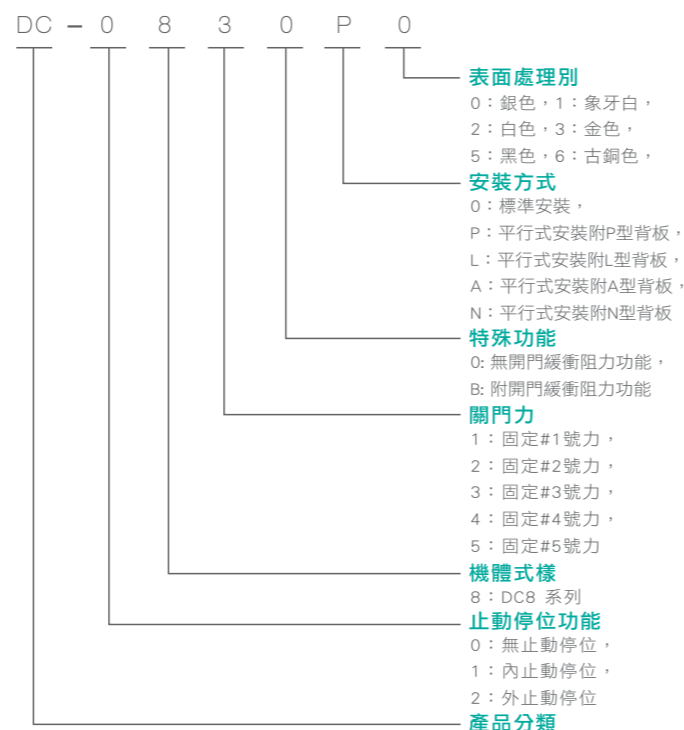 DC – 0 8 3 0 P 0
表面處理別
0：銀色，1：象牙白，
2：白色，3：金色，
5：黑色，6：古銅色，
安裝方式
0：標準安裝，
P：平行式安裝附P型背板，
L：平行式安裝附L型背板，
A：平行式安裝附A型背板，
N：平行式安裝附N型背板
特殊功能
0: 無開門緩衝阻力功能，
B: 附開門緩衝阻力功能
關門力
1：固定#1號力，
2：固定#2號力，
3：固定#3號力，
4：固定#4號力，
5：固定#5號力
機體式樣
8：DC8 系列
止動停位功能
0：無止動停位，
1：內止動停位，
2：外止動停位
產品分類